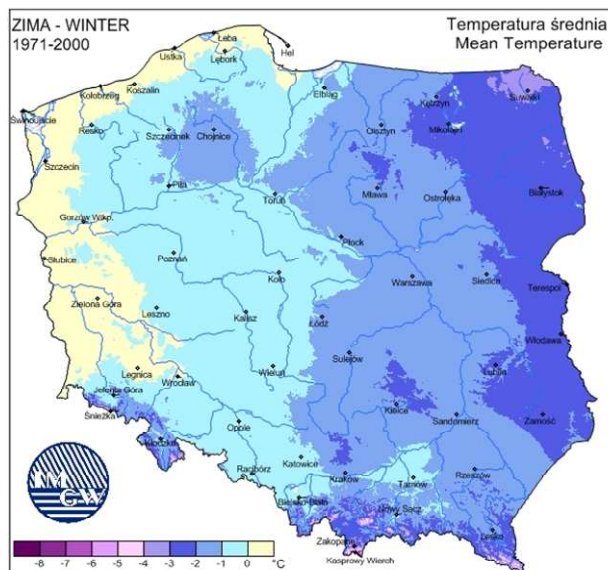 ZIMA - WINTER
1971-2000
Temperatura średnia
Mean Temperature
Łeba
Ustka
Hel
Lębork
Koszalin
Kołobrzeg
Elbląg
Kętrzyn
Suwałki
Świnoujście
Resko
Szczecinek
Chojnice
Olsztyn
Mikołajki
Szczecin
Piła
Toruń
Mława
Ostrołęka
Białystok
Gorzów Wlkp.
Płock
Słubice
Poznań
Koło
Warszawa
Siedlce
Terespol
Zielona Góra
Leszno
Kalisz
Łódź
Włodawa
Sulejów
Legnica
Wrocław
Wieluń
Lublin
Jelenia Góra
Śnieżka
Kielce
Sandomierz
Zamość
Opole
Kłodzko
Katowice
Racibórz
Kraków
Tarnów
Rzeszów
Bielsko-Biała
Nowy Sącz
Lesko
Zakopane
Kasprowy Wierch
IM
GW
-8 -7 -6 -5 -4 -3 -2 -1 0 °C